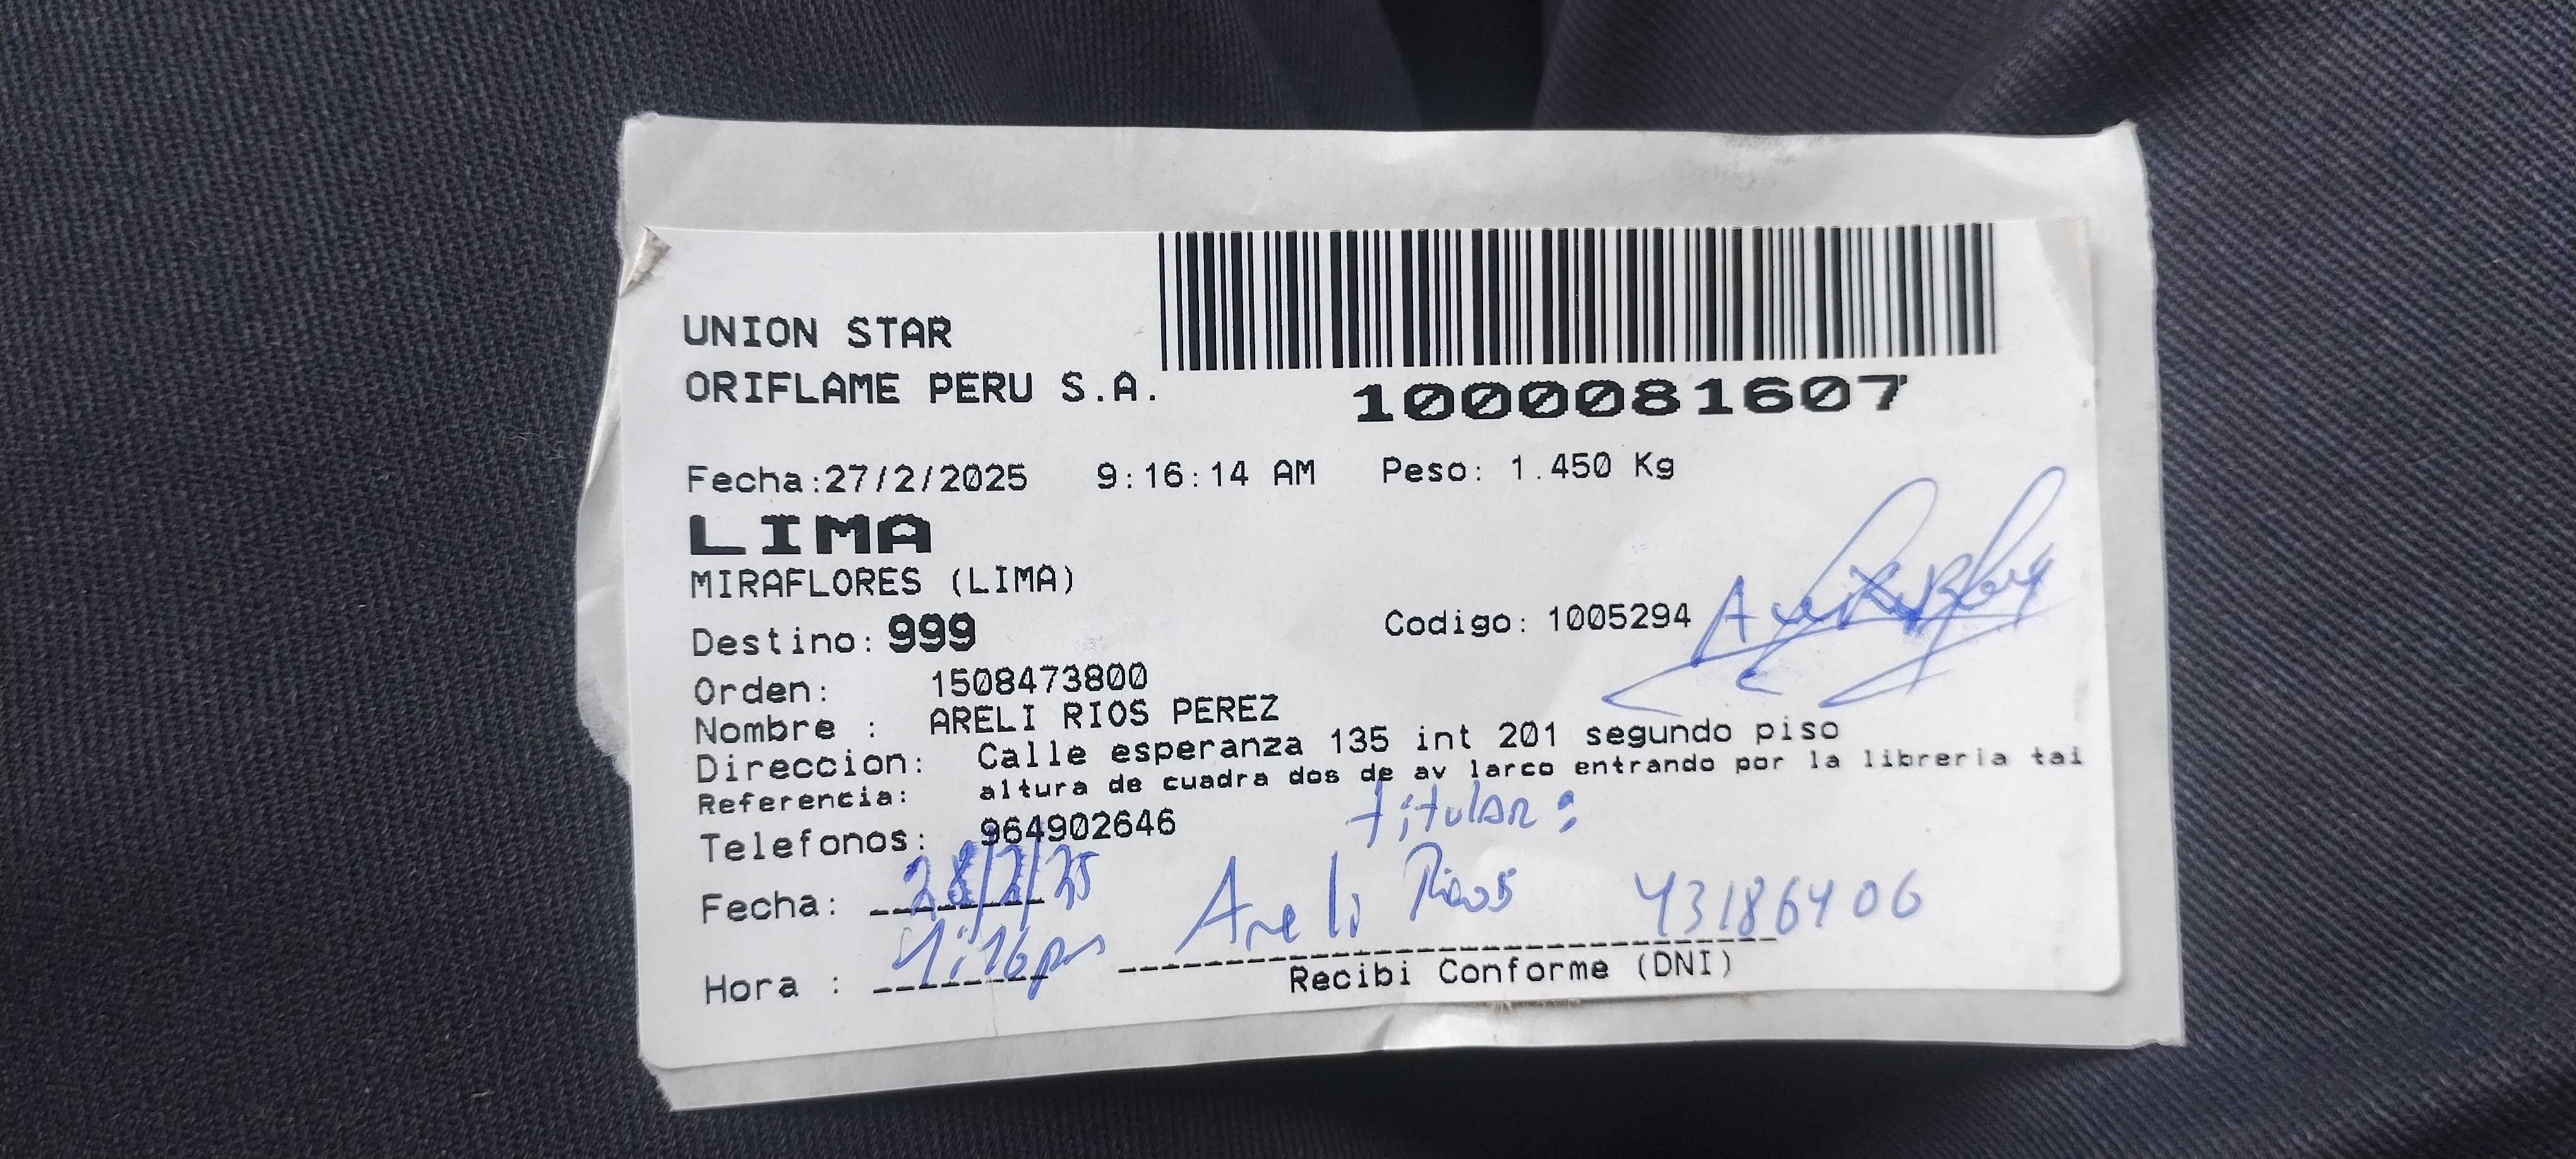 UNION STAR
ORIFLAME PERU S.A.
1000081607
Fecha:27/2/2025 9:16:14 AM Peso: 1.450 Kg
LIMA
MIRAFLORES (LIMA)
Destino: 999 Codigo: 1005294
Orden: 1508473800
Nombre : ARELI RIOS PEREZ
Direccion: Calle esperanza 135 int 201 segundo piso
Referencia: altura de cuadra dos de av larco entrando por la libreria tai
Telefonos: 964902646 titular:
Fecha: 28/2/25 Areli Rios 43186406
Hora : 1:16pm
Recibi Conforme (DNI)